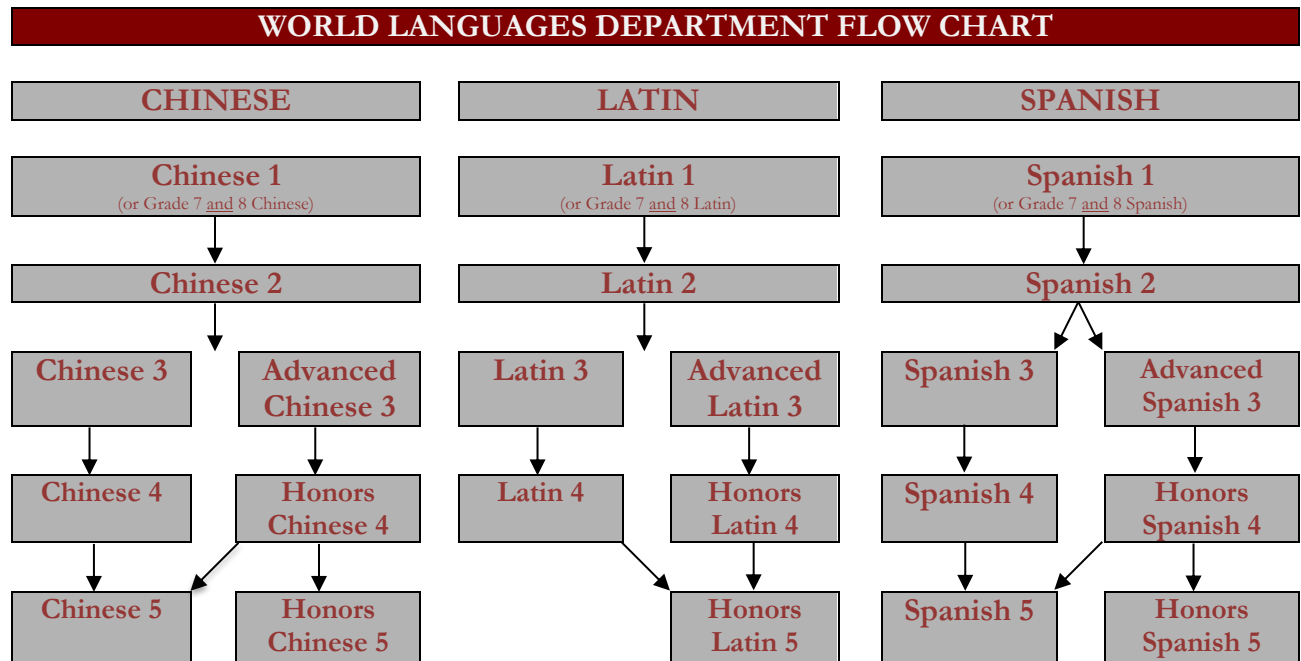 WORLD LANGUAGES DEPARTMENT FLOW CHART
CHINESE
LATIN
SPANISH
Chinese 1
(or Grade 7 and 8 Chinese)
Latin 1
(or Grade 7 and 8 Latin)
Spanish 1
(or Grade 7 and 8 Spanish)
Chinese 2
Latin 2
Spanish 2
Chinese 3
Advanced
Chinese 3
Latin 3
Advanced
Latin 3
Spanish 3
Advanced
Spanish 3
Chinese 4
Honors
Chinese 4
Latin 4
Honors
Latin 4
Spanish 4
Honors
Spanish 4
Chinese 5
Honors
Chinese 5
Honors
Latin 5
Spanish 5
Honors
Spanish 5